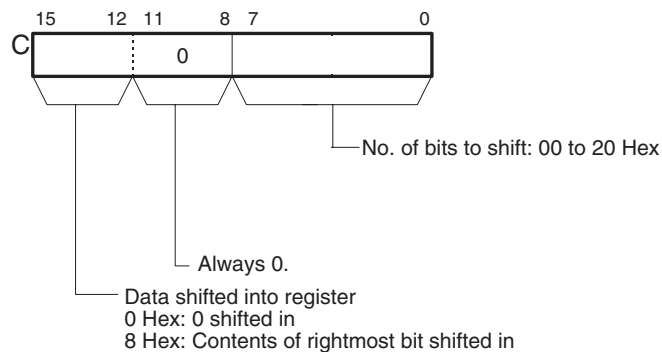 15 12 11 8 7 0
C 0
No. of bits to shift: 00 to 20 Hex
Always 0.
Data shifted into register
0 Hex: 0 shifted in
8 Hex: Contents of rightmost bit shifted in